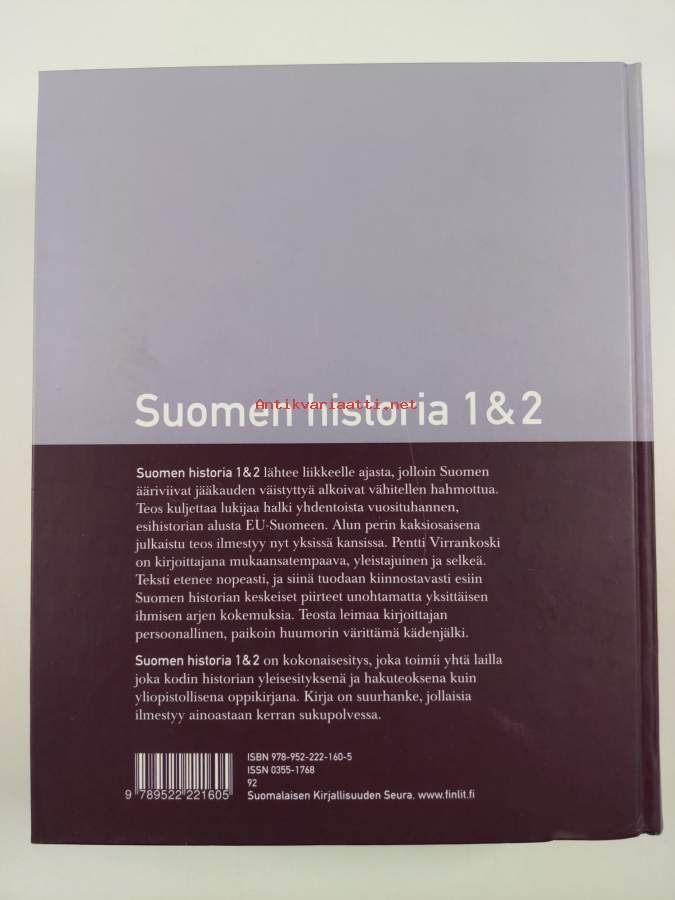 Suomen historia 1 & 2
Antikvariaatti.net
Suomen historia 1 & 2 lähtee liikkeelle ajasta, jolloin Suomen
ääriviivat jääkauden väistyttyä alkoivat vähitellen hahmottua.
Teos kuljettaa lukijaa halki yhdentoista vuosituhannen,
esihistorian alusta EU-Suomeen. Alun perin kaksiosaisena
julkaistu teos ilmestyy nyt yksissä kansissa. Pentti Virrankoski
on kirjoittajana mukaansatempaava, yleistajuinen ja selkeä.
Teksti etenee nopeasti, ja siinä tuodaan kiinnostavasti esiin
Suomen historian keskeiset piirteet unohtamatta yksittäisen
ihmisen arjen kokemuksia. Teosta leimaa kirjoittajan
persoonallinen, paikoin huumorin värittämä kädenjälki.
Suomen historia 1 & 2 on kokonaisesitys, joka toimii yhtä lailla
joka kodin historian yleisesityksenä ja hakuteoksena kuin
yliopistollisena oppikirjana. Kirja on suurhanke, jollaisia
ilmestyy ainoastaan kerran sukupolvessa.
ISBN 978-952-222-160-5
ISSN 0355-1768
92
Suomalaisen Kirjallisuuden Seura. www.finlit.fi
9 789522 221605